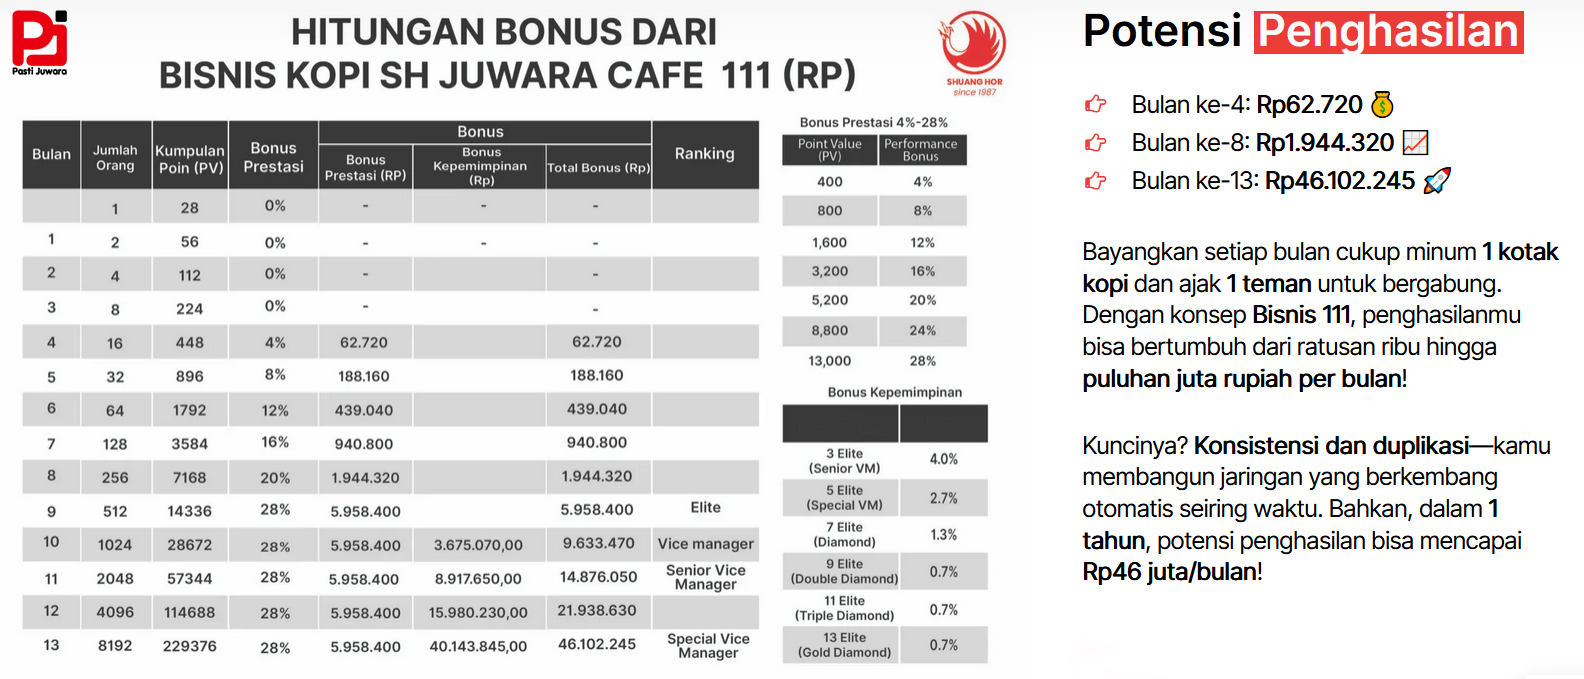 Pasti Juwara
HITUNGAN BONUS DARI
BISNIS KOPI SH JUWARA CAFE 111 (RP)
SHUANG HOR
since 1987
Bulan Jumlah Orang Kumpulan Poin (PV) Bonus Prestasi Bonus Ranking
Bonus Prestasi (RP) Bonus Kepemimpinan (Rp) Total Bonus (Rp)
1 28 0% - - -
1 2 56 0% - - -
2 4 112 0% - - -
3 8 224 0% - -
4 16 448 4% 62.720 62.720
5 32 896 8% 188.160 188.160
6 64 1792 12% 439.040 439.040
7 128 3584 16% 940.800 940.800
8 256 7168 20% 1.944.320 1.944.320
9 512 14336 28% 5.958.400 5.958.400 Elite
10 1024 28672 28% 5.958.400 3.675.070,00 9.633.470 Vice manager
11 2048 57344 28% 5.958.400 8.917.650,00 14.876.050 Senior Vice Manager
12 4096 114688 28% 5.958.400 15.980.230,00 21.938.630
13 8192 229376 28% 5.958.400 40.143.845,00 46.102.245 Special Vice Manager
Bonus Prestasi 4%-28%
Point Value (PV) Performance Bonus
400 4%
800 8%
1,600 12%
3,200 16%
5,200 20%
8,800 24%
13,000 28%
Bonus Kepemimpinan
3 Elite (Senior VM) 4.0%
5 Elite (Special VM) 2.7%
7 Elite (Diamond) 1.3%
9 Elite (Double Diamond) 0.7%
11 Elite (Triple Diamond) 0.7%
13 Elite (Gold Diamond) 0.7%
Potensi Penghasilan
Bulan ke-4: Rp62.720
Bulan ke-8: Rp1.944.320
Bulan ke-13: Rp46.102.245
Bayangkan setiap bulan cukup minum 1 kotak
kopi dan ajak 1 teman untuk bergabung.
Dengan konsep Bisnis 111, penghasilanmu
bisa bertumbuh dari ratusan ribu hingga
puluhan juta rupiah per bulan!
Kuncinya? Konsistensi dan duplikasi—kamu
membangun jaringan yang berkembang
otomatis seiring waktu. Bahkan, dalam 1
tahun, potensi penghasilan bisa mencapai
Rp46 juta/bulan!